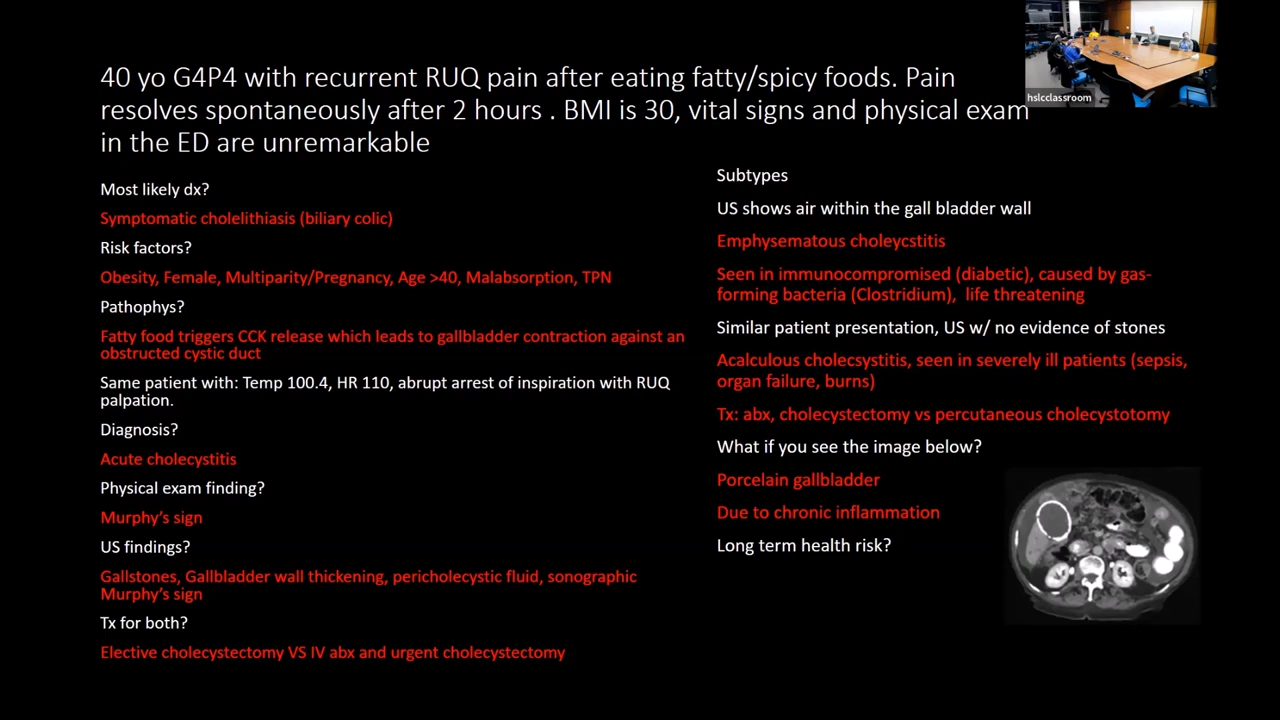 40 yo G4P4 with recurrent RUQ pain after eating fatty/spicy foods. Pain
resolves spontaneously after 2 hours . BMI is 30, vital signs and physical exam
in the ED are unremarkable
hslcclassroom
Most likely dx?
Symptomatic cholelithiasis (biliary colic)
Risk factors?
Obesity, Female, Multiparity/Pregnancy, Age >40, Malabsorption, TPN
Pathophys?
Fatty food triggers CCK release which leads to gallbladder contraction against an
obstructed cystic duct
Same patient with: Temp 100.4, HR 110, abrupt arrest of inspiration with RUQ
palpation.
Diagnosis?
Acute cholecystitis
Physical exam finding?
Murphy's sign
US findings?
Gallstones, Gallbladder wall thickening, pericholecystic fluid, sonographic
Murphy's sign
Tx for both?
Elective cholecystectomy VS IV abx and urgent cholecystectomy
Subtypes
US shows air within the gall bladder wall
Emphysematous choleycstitis
Seen in immunocompromised (diabetic), caused by gas-
forming bacteria (Clostridium), life threatening
Similar patient presentation, US w/ no evidence of stones
Acalculous cholecsystitis, seen in severely ill patients (sepsis,
organ failure, burns)
Tx: abx, cholecystectomy vs percutaneous cholecystotomy
What if you see the image below?
Porcelain gallbladder
Due to chronic inflammation
Long term health risk?